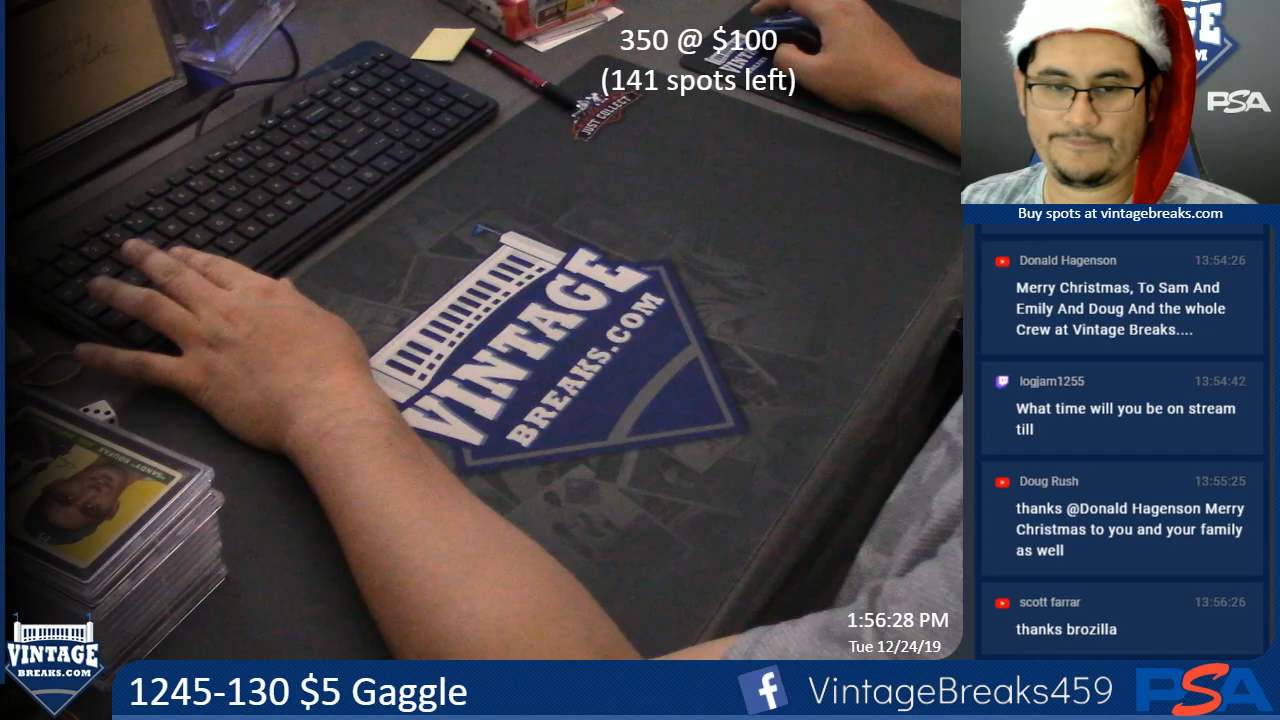 350 @ $100
(141 spots left)
JUST COLLECT
PSA
Buy spots at vintagebreaks.com
Donald Hagenson 13:54:26
Merry Christmas, To Sam And
Emily And Doug And the whole
Crew at Vintage Breaks....
logjam1255 13:54:42
What time will you be on stream
till
Doug Rush 13:55:25
thanks @Donald Hagenson Merry
Christmas to you and your family
as well
scott farrar 13:56:26
thanks brozilla
VINTAGE
BREAKS.COM
SANDY KOUFAX
1:56:28 PM
Tue 12/24/19
VINTAGE
BREAKS.COM
1245-130 $5 Gaggle
f VintageBreaks459
PSA